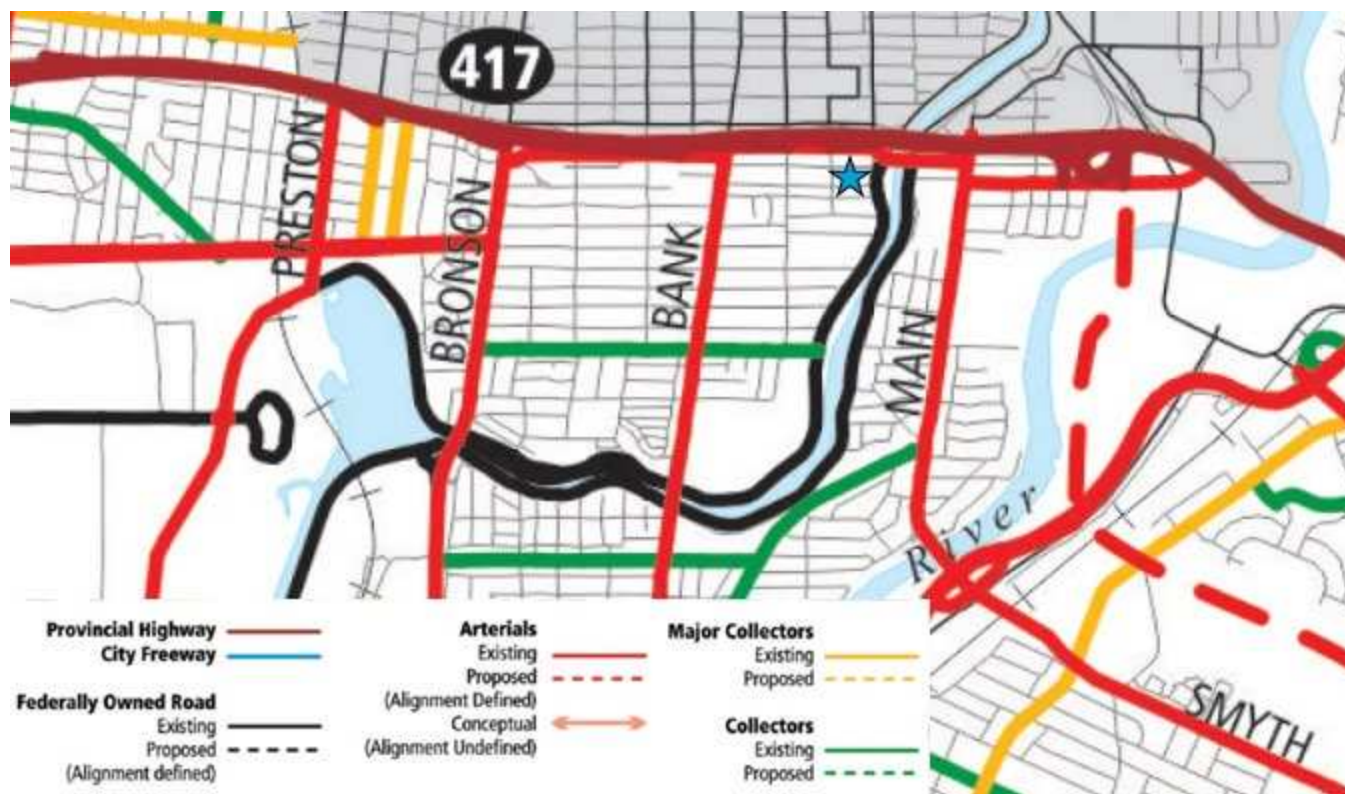 417
PRESTON
BRONSON
BANK
MAIN
River
SMYTH
Provincial Highway
City Freeway
Federally Owned Road
Existing
Proposed
(Alignment defined)
Arterials
Existing
Proposed
(Alignment Defined)
Conceptual
(Alignment Undefined)
Major Collectors
Existing
Proposed
Collectors
Existing
Proposed